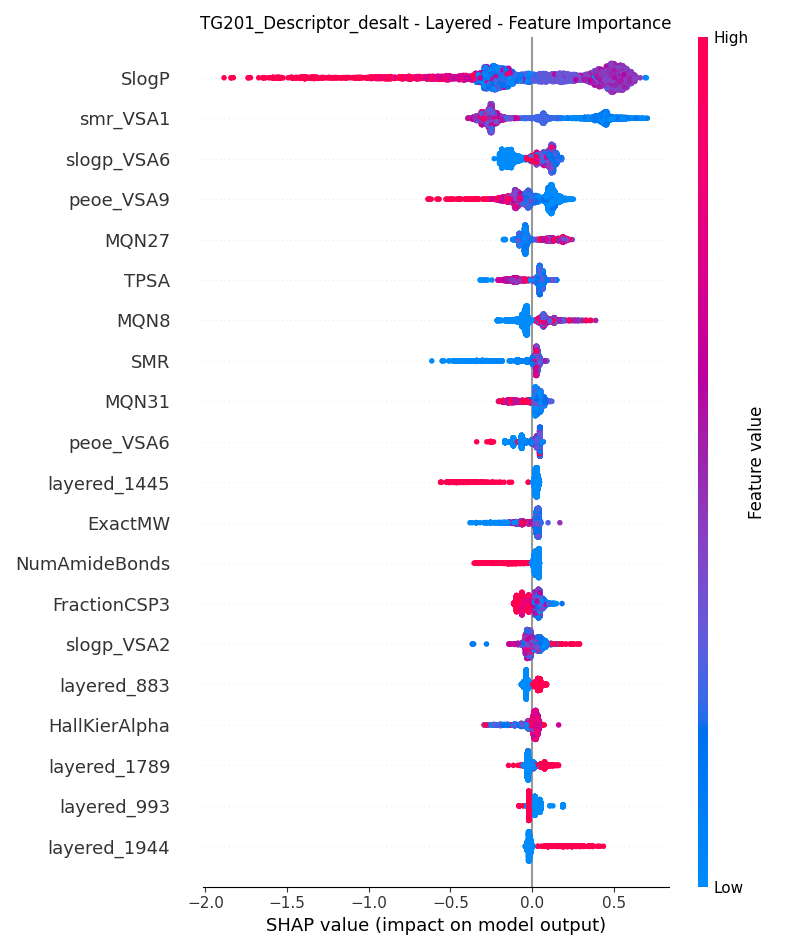 TG201_Descriptor_desalt - Layered - Feature Importance
High
SlogP
smr_VSA1
slogp_VSA6
peoe_VSA9
MQN27
TPSA
MQN8
SMR
MQN31
peoe_VSA6
layered_1445
ExactMW
NumAmideBonds
FractionCSP3
slogp_VSA2
layered_883
HallKierAlpha
layered_1789
layered_993
layered_1944
Feature value
Low
−2.0 −1.5 −1.0 −0.5 0.0 0.5
SHAP value (impact on model output)